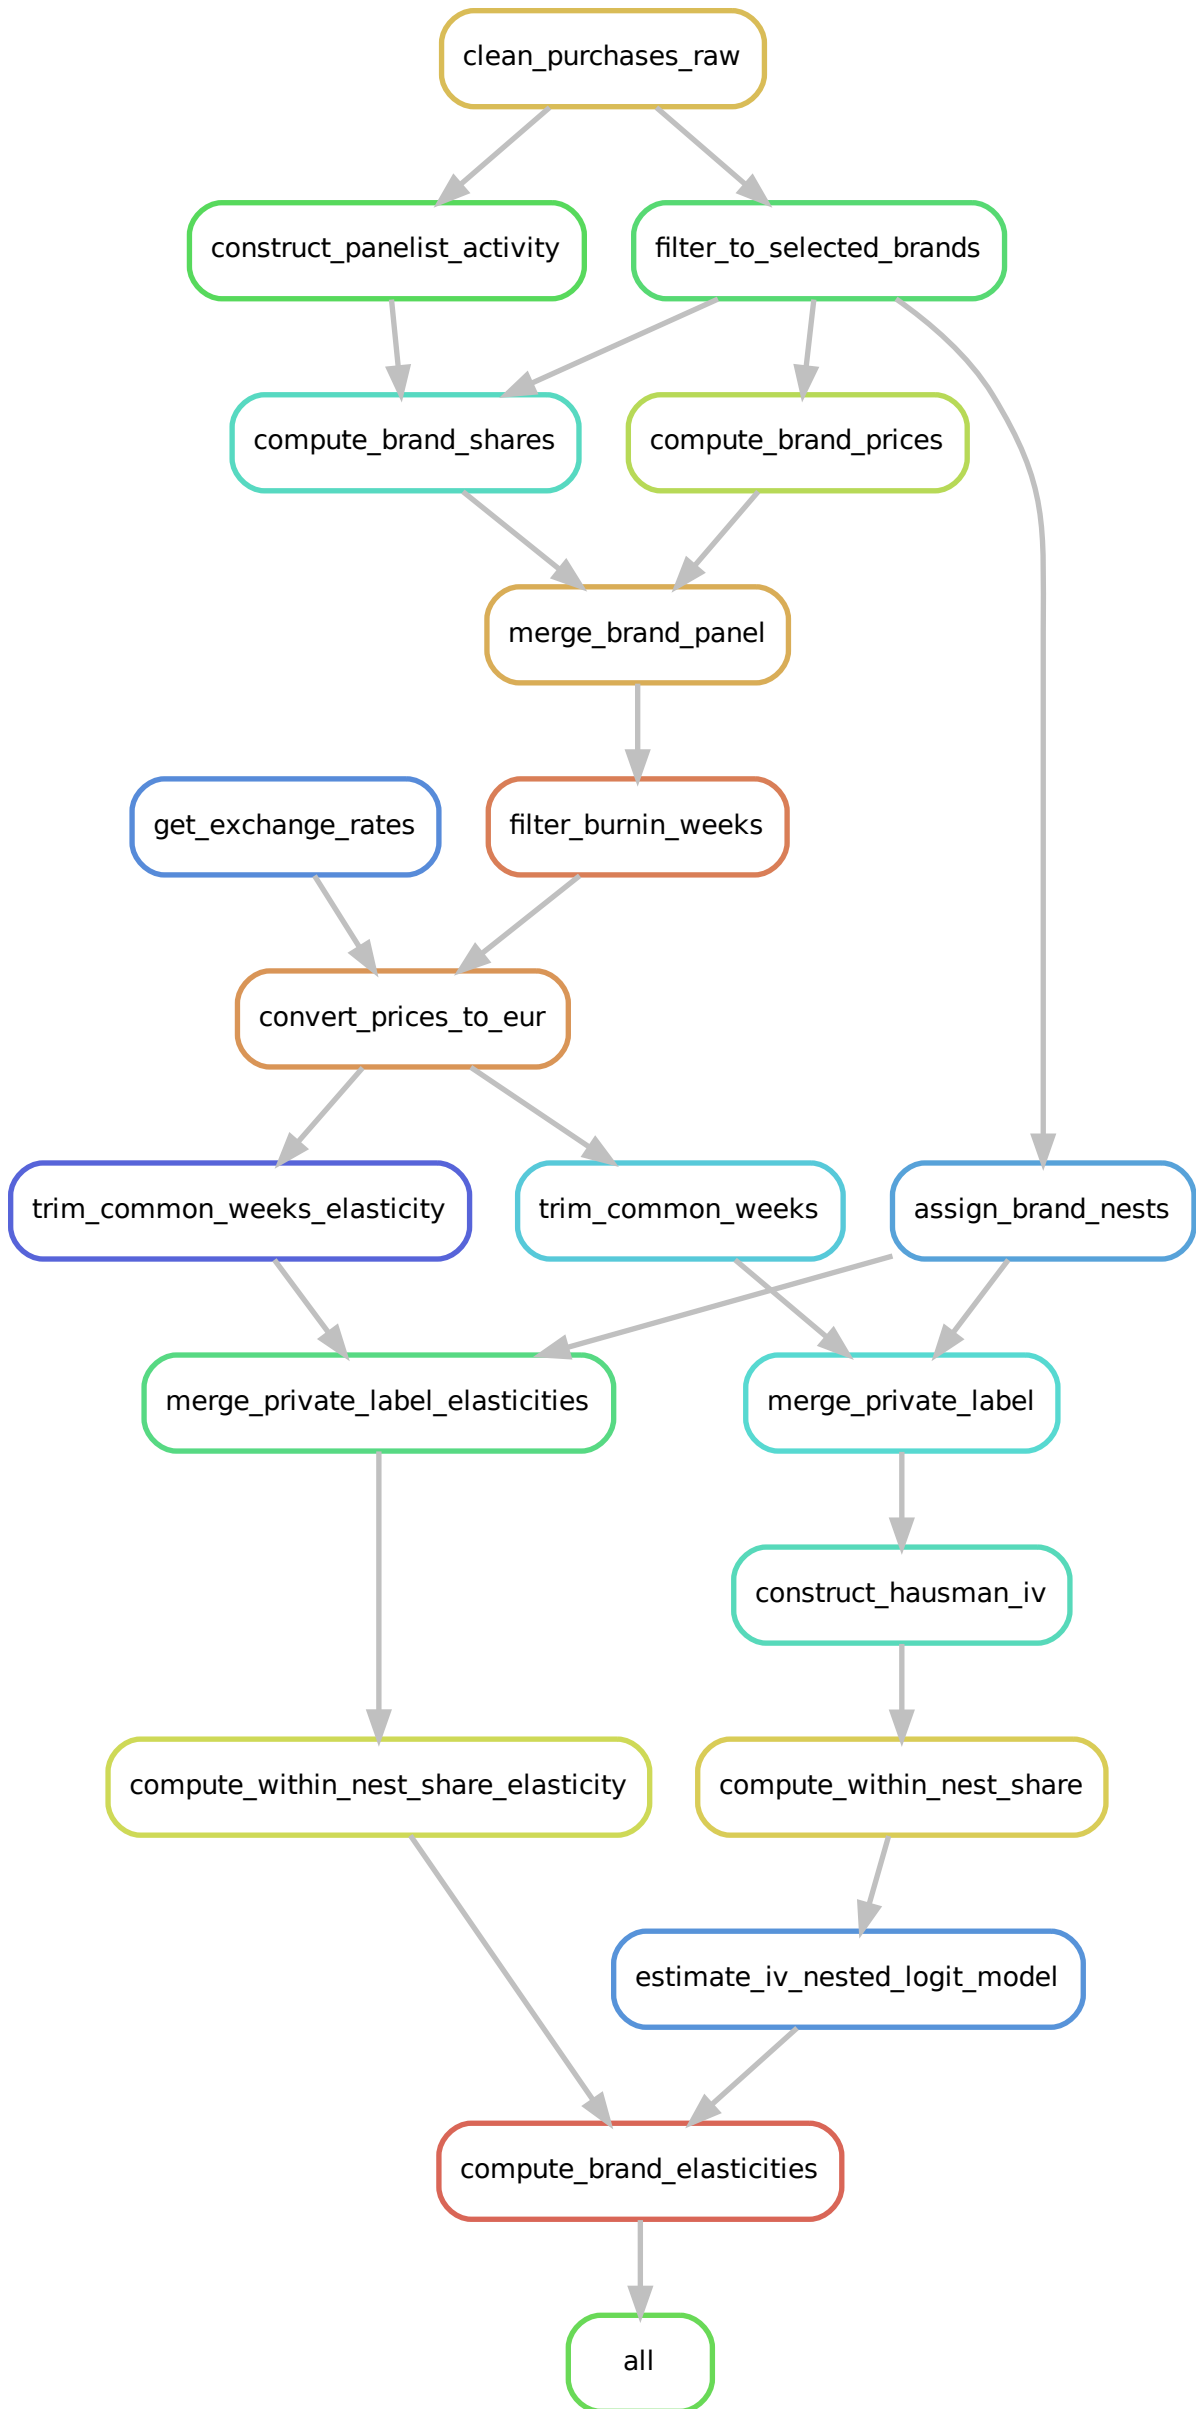 clean_purchases_raw
construct_panelist_activity
filter_to_selected_brands
compute_brand_shares
compute_brand_prices
merge_brand_panel
get_exchange_rates
filter_burnin_weeks
convert_prices_to_eur
trim_common_weeks_elasticity
trim_common_weeks
assign_brand_nests
merge_private_label_elasticities
merge_private_label
construct_hausman_iv
compute_within_nest_share_elasticity
compute_within_nest_share
estimate_iv_nested_logit_model
compute_brand_elasticities
all